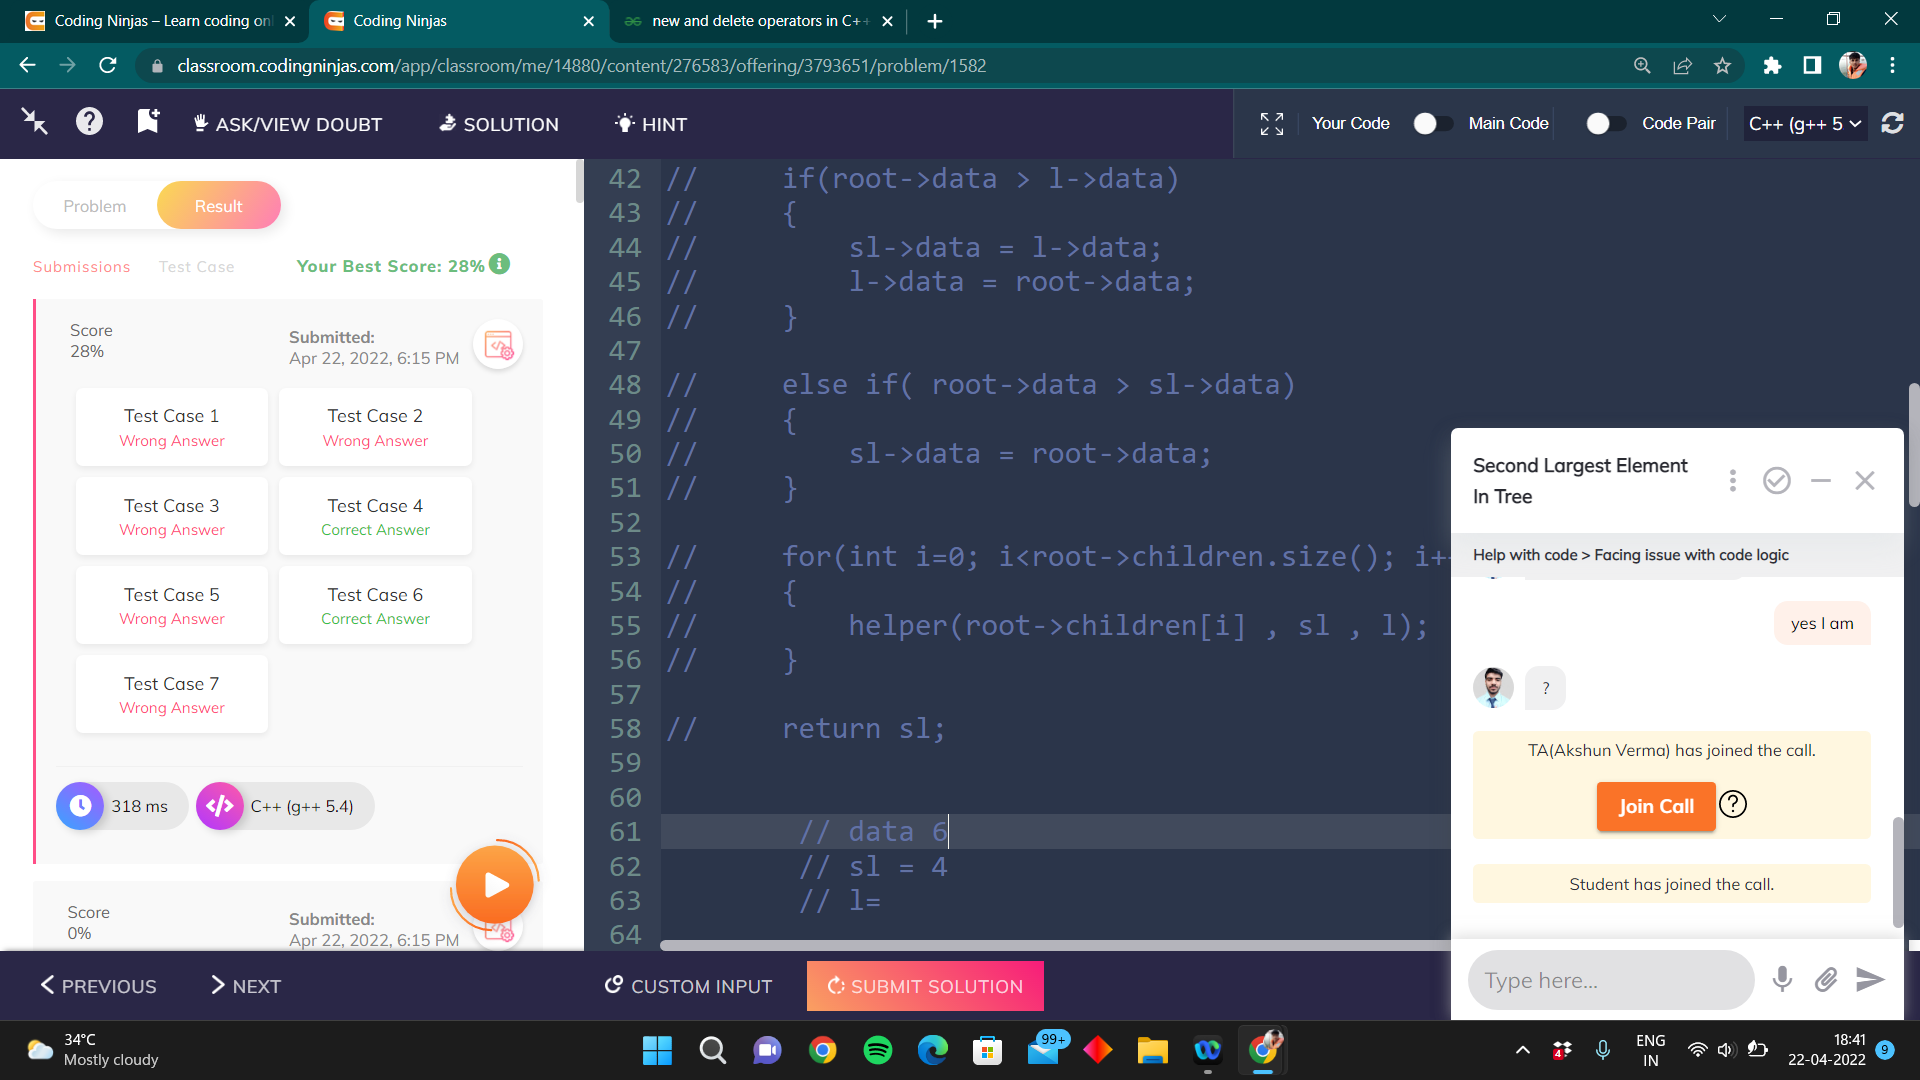 Coding Ninjas – Learn coding onl
Coding Ninjas
new and delete operators in C++
classroom.codingninjas.com/app/classroom/me/14880/content/276583/offering/3793651/problem/1582
ASK/VIEW DOUBT
SOLUTION
HINT
Your Code
Main Code
Code Pair
C++ (g++ 5
Problem
Result
Submissions
Test Case
Your Best Score: 28%
Score
28%
Submitted:
Apr 22, 2022, 6:15 PM
Test Case 1
Wrong Answer
Test Case 2
Wrong Answer
Test Case 3
Wrong Answer
Test Case 4
Correct Answer
Test Case 5
Wrong Answer
Test Case 6
Correct Answer
Test Case 7
Wrong Answer
318 ms
C++ (g++ 5.4)
Score
0%
Submitted:
Apr 22, 2022, 6:15 PM
42 // if(root->data > l->data)
43 // {
44 // sl->data = l->data;
45 // l->data = root->data;
46 // }
47
48 // else if( root->data > sl->data)
49 // {
50 // sl->data = root->data;
51 // }
52
53 // for(int i=0; i<root->children.size(); i+
54 // {
55 // helper(root->children[i] , sl , l);
56 // }
57
58 // return sl;
59
60
61 // data 6
62 // sl = 4
63 // l=
64
Second Largest Element
In Tree
Help with code > Facing issue with code logic
yes I am
?
TA(Akshun Verma) has joined the call.
Join Call
Student has joined the call.
Type here...
PREVIOUS
NEXT
CUSTOM INPUT
SUBMIT SOLUTION
34°C
Mostly cloudy
99+
4
ENG
IN
18:41
22-04-2022
9